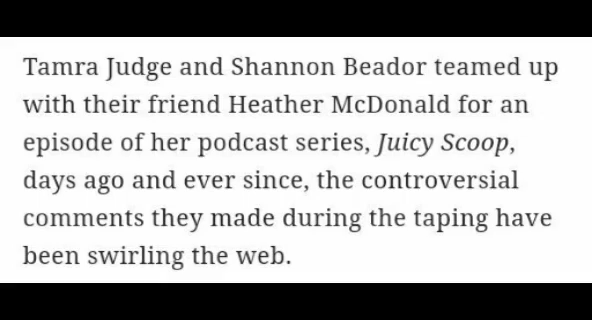 Tamra Judge and Shannon Beador teamed up
with their friend Heather McDonald for an
episode of her podcast series, Juicy Scoop,
days ago and ever since, the controversial
comments they made during the taping have
been swirling the web.